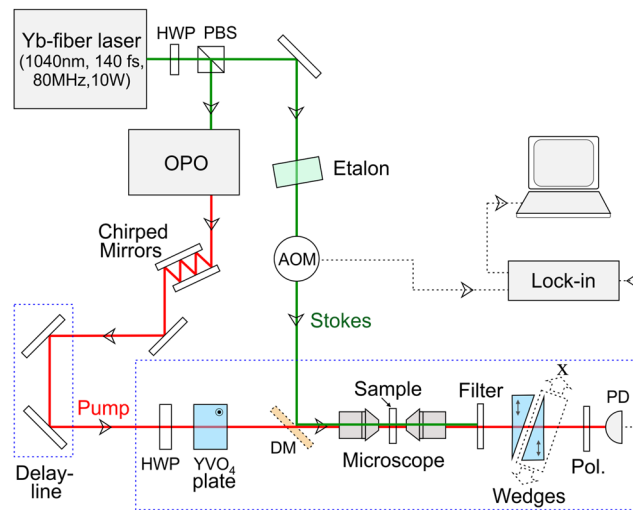 Yb-fiber laser
(1040nm, 140 fs,
80MHz,10W)
HWP
PBS
OPO
Etalon
Chirped
Mirrors
AOM
Lock-in
Stokes
Pump
Sample
Filter
X
PD
HWP
YVO₄
plate
DM
Microscope
Wedges
Pol.
Delay-
line